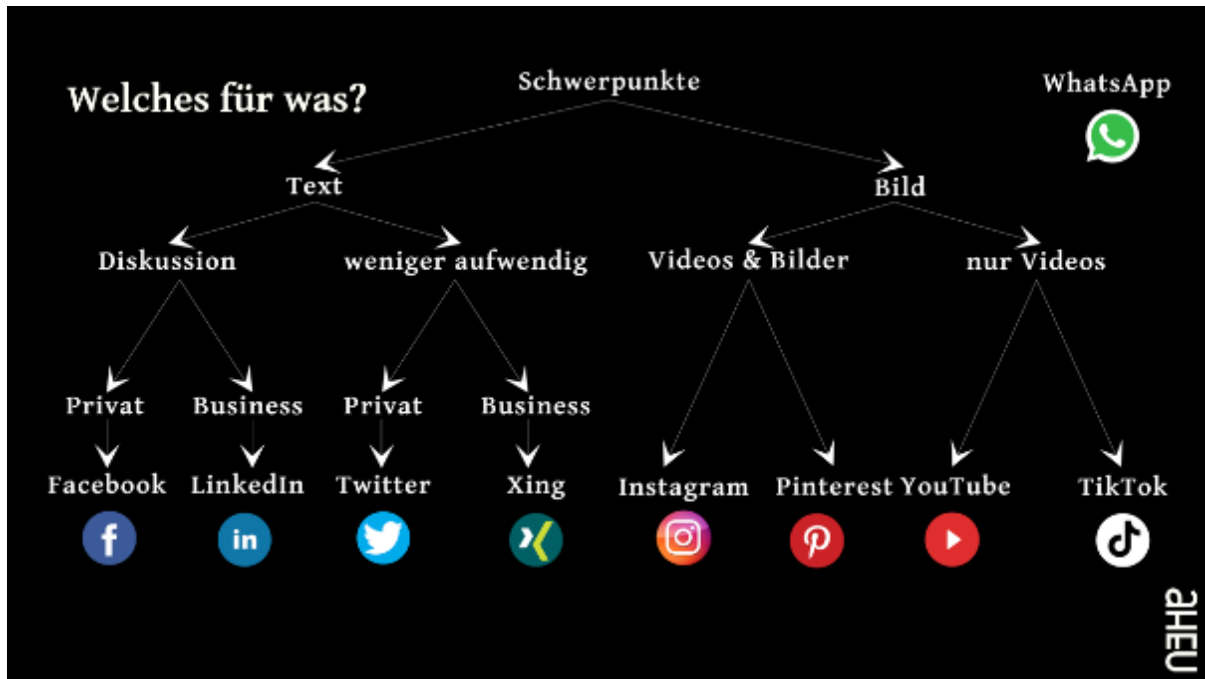 Welches für was?
Schwerpunkte
WhatsApp
Text
Bild
Diskussion
weniger aufwendig
Videos & Bilder
nur Videos
Privat
Business
Privat
Business
Facebook
LinkedIn
Twitter
Xing
Instagram
Pinterest
YouTube
TikTok
f
in
aHEU